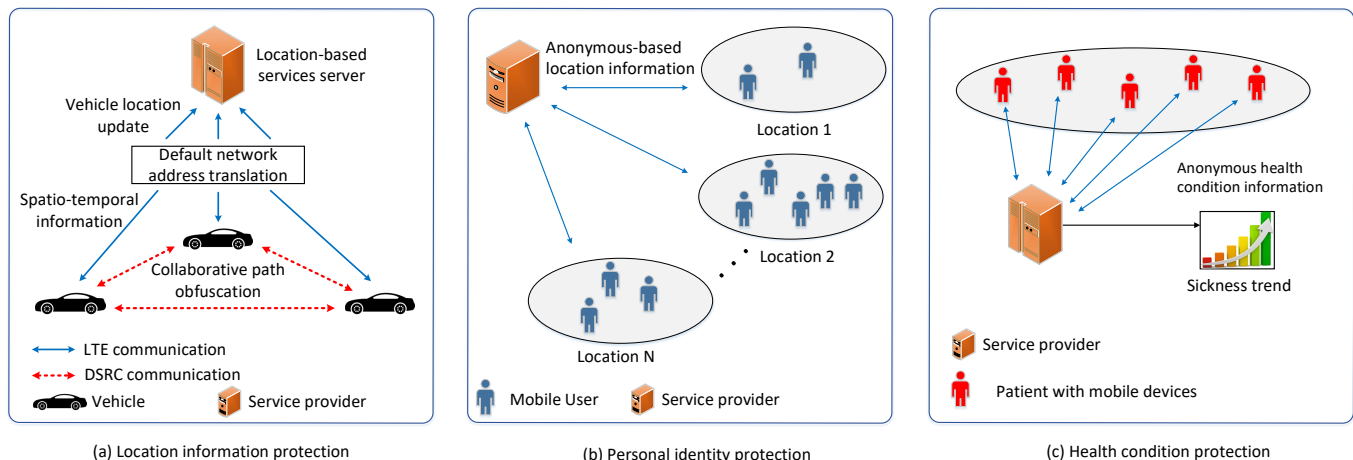 Location-based
services server
Vehicle location
update
Default network
address translation
Spatio-temporal
information
Collaborative path
obfuscation
LTE communication
DSRC communication
Vehicle
Service provider
(a) Location information protection
Anonymous-based
location information
Location 1
Location 2
Location N
Mobile User
Service provider
(b) Personal identity protection
Anonymous health
condition information
Sickness trend
Service provider
Patient with mobile devices
(c) Health condition protection